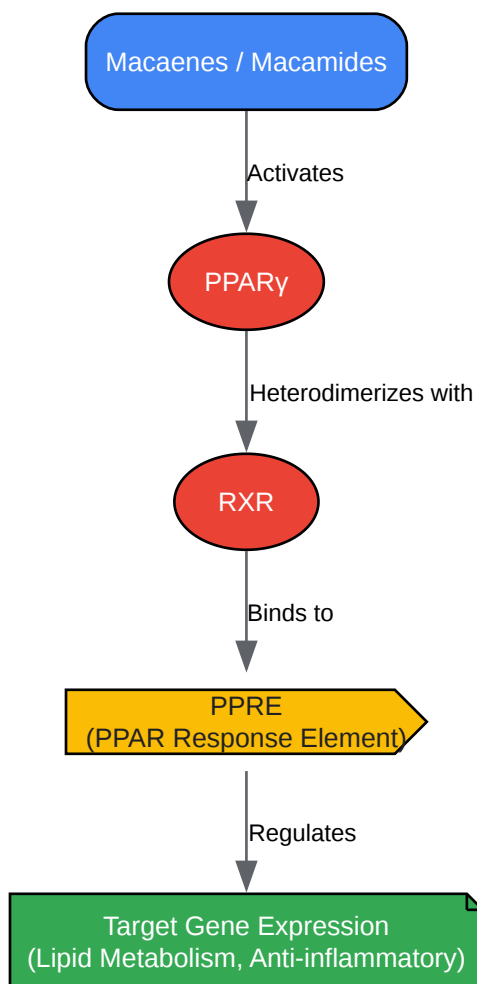 Macaenes / Macamides
Activates
PPARγ
Heterodimerizes with
RXR
Binds to
PPRE
(PPAR Response Element)
Regulates
Target Gene Expression
(Lipid Metabolism, Anti-inflammatory)